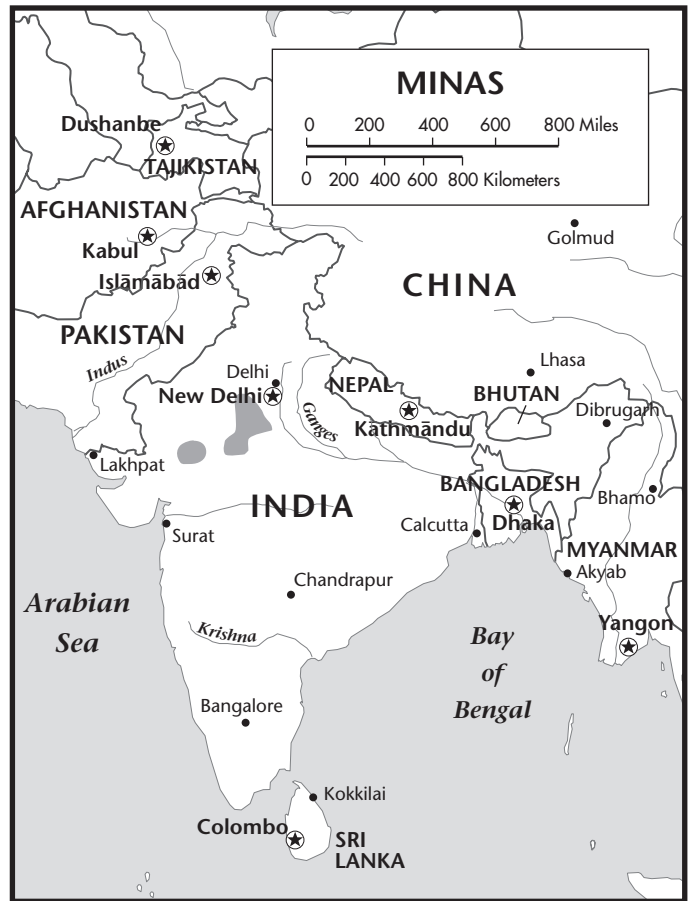 MINAS
0 200 400 600 800 Miles
0 200 400 600 800 Kilometers
Dushanbe
TAJIKISTAN
AFGHANISTAN
Kabul
Golmud
Islāmābād
CHINA
PAKISTAN
Indus
Delhi
New Delhi
Lhasa
NEPAL
BHUTAN
Ganges
Kāthmāndu
Dibrugarh
Lakhpat
BANGLADESH
Bhamo
INDIA
Dhaka
Calcutta
Surat
MYANMAR
Akyab
Chandrapur
Arabian
Sea
Krishna
Yangon
Bay
of
Bengal
Bangalore
Kokkilai
Colombo
SRI
LANKA